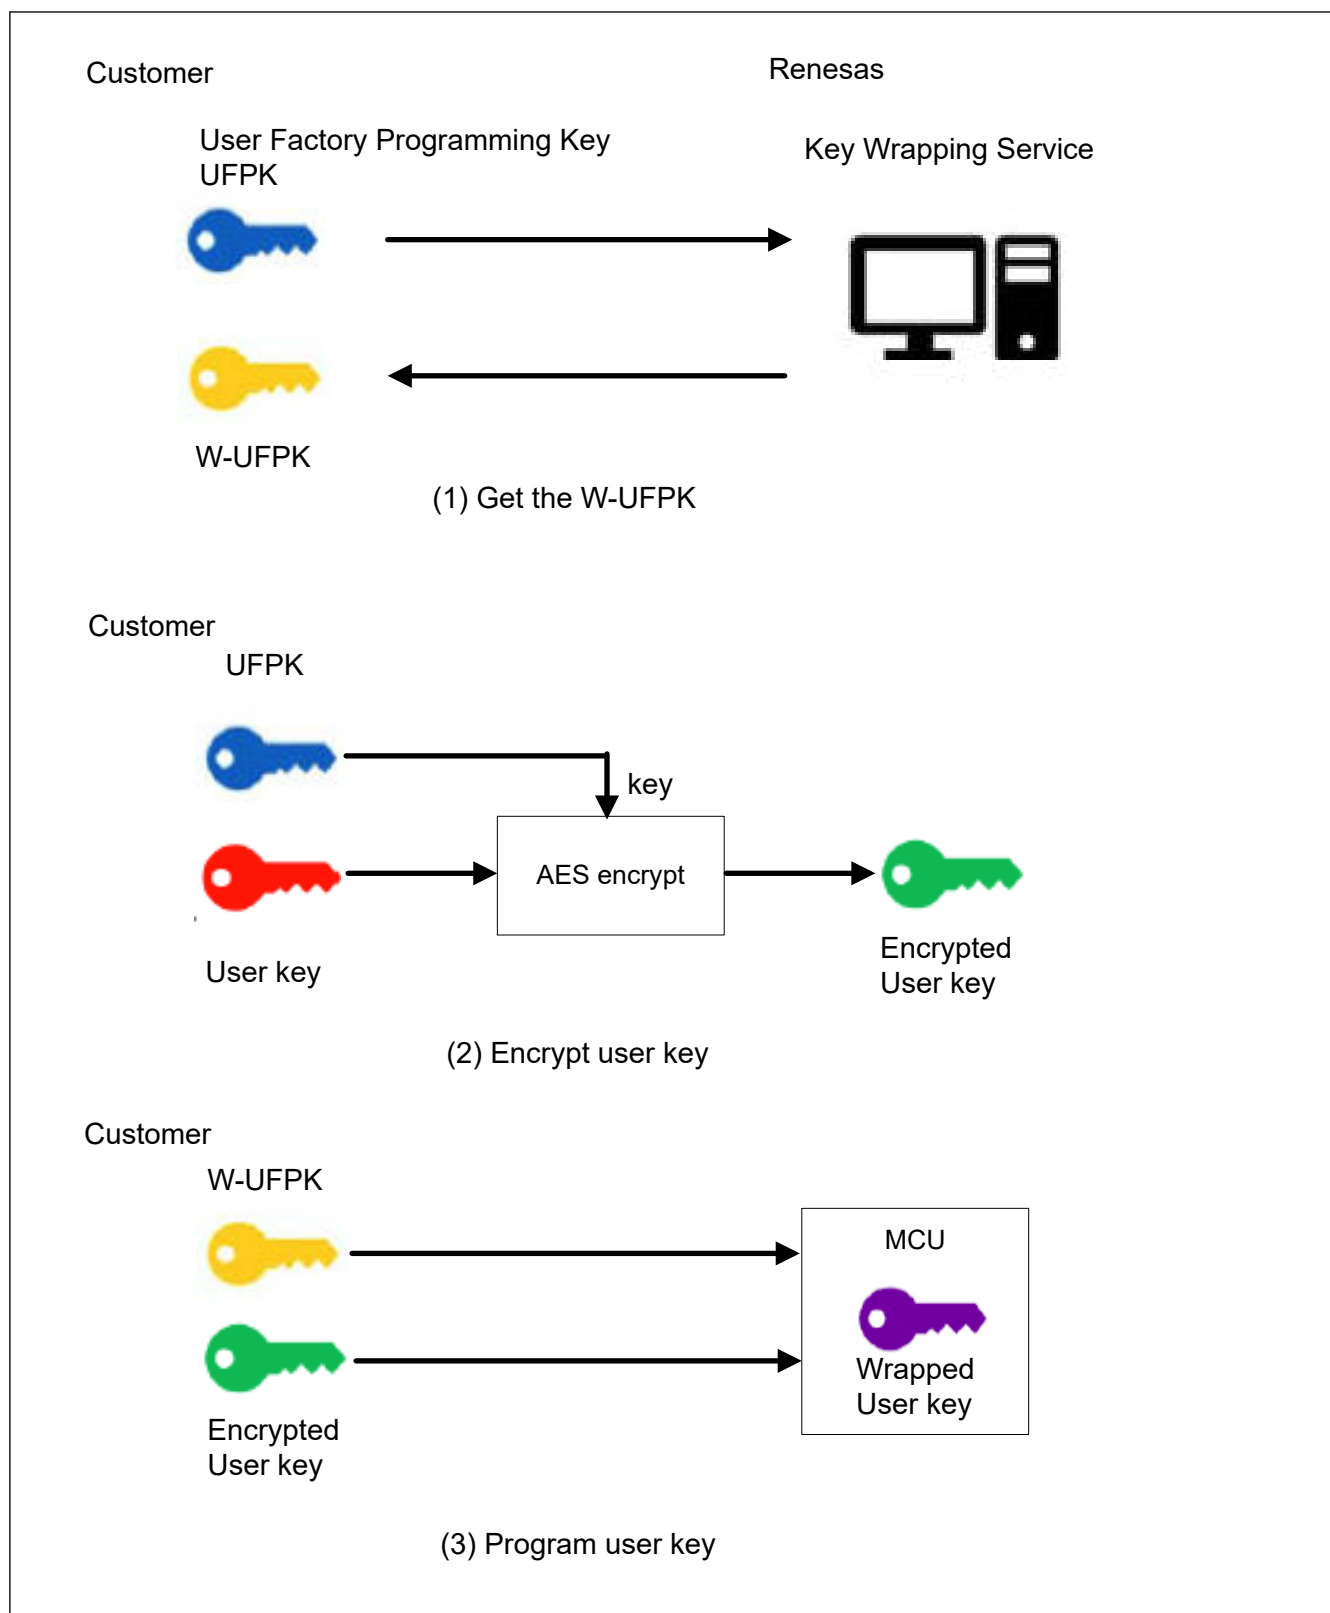 Customer
Renesas
User Factory Programming Key
UFPK
Key Wrapping Service
W-UFPK
(1) Get the W-UFPK
Customer
UFPK
key
AES encrypt
User key
Encrypted
User key
(2) Encrypt user key
Customer
W-UFPK
MCU
Wrapped
User key
Encrypted
User key
(3) Program user key